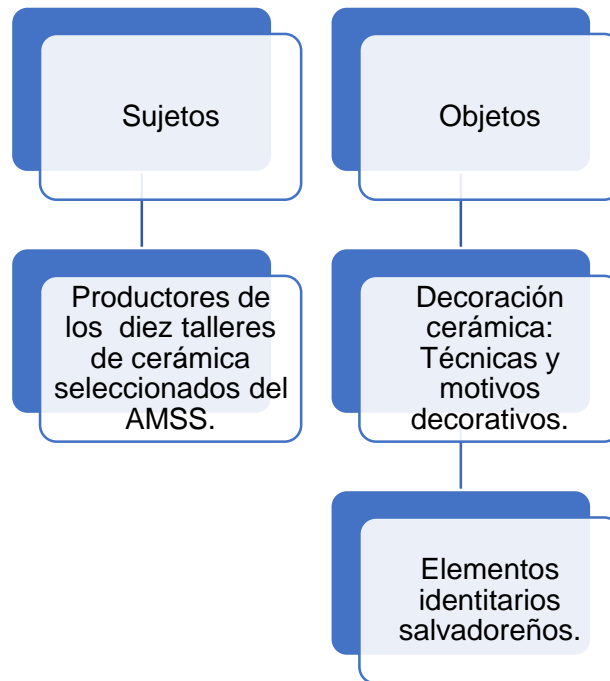 Sujetos
Productores de
los diez talleres
de cerámica
seleccionados del
AMSS.
Objetos
Decoración
cerámica:
Técnicas y
motivos
decorativos.
Elementos
identitarios
salvadoreños.